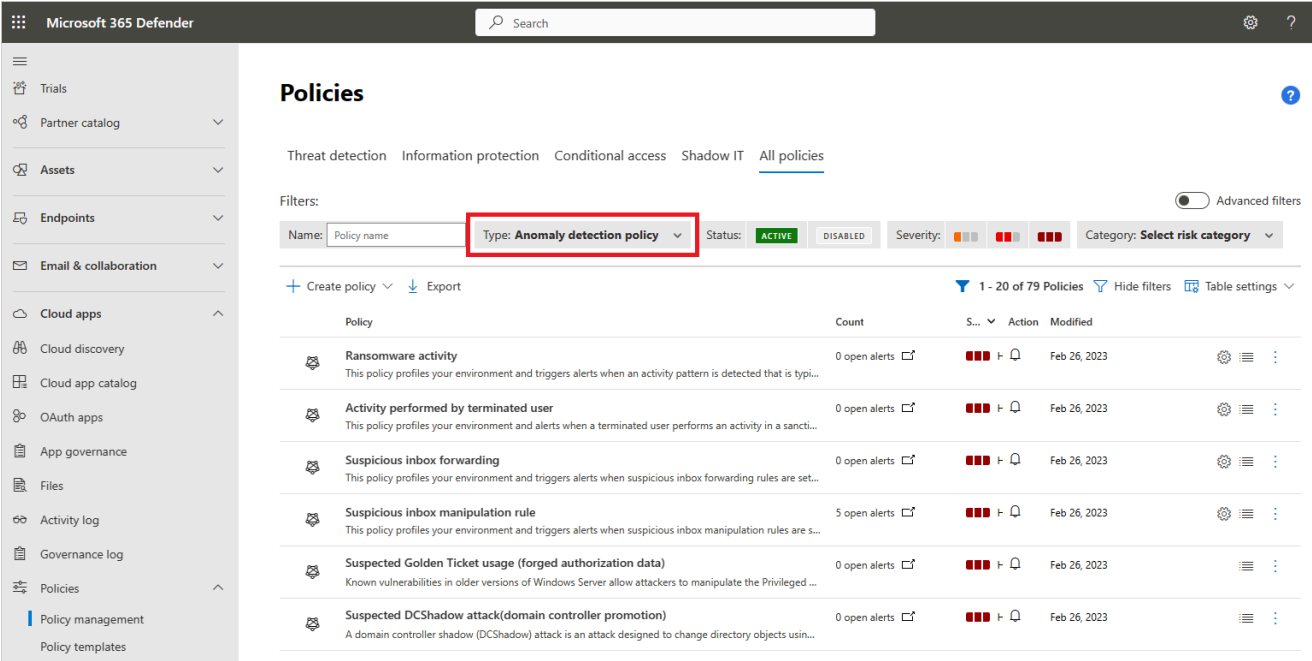 Microsoft 365 Defender
Search
?
Trials
Partner catalog
Assets
Endpoints
Email & collaboration
Cloud apps
Cloud discovery
Cloud app catalog
OAuth apps
App governance
Files
Activity log
Governance log
Policies
Policy management
Policy templates
Policies
?
Threat detection Information protection Conditional access Shadow IT All policies
Filters:
Advanced filters
Name: Policy name Type: Anomaly detection policy Status: ACTIVE DISABLED Severity: Category: Select risk category
Create policy Export 1 - 20 of 79 Policies Hide filters Table settings
Policy Count S... Action Modified
Ransomware activity
This policy profiles your environment and triggers alerts when an activity pattern is detected that is typi...
0 open alerts H Feb 26, 2023
Activity performed by terminated user
This policy profiles your environment and alerts when a terminated user performs an activity in a sancti...
0 open alerts H Feb 26, 2023
Suspicious inbox forwarding
This policy profiles your environment and triggers alerts when suspicious inbox forwarding rules are set...
0 open alerts H Feb 26, 2023
Suspicious inbox manipulation rule
This policy profiles your environment and triggers alerts when suspicious inbox manipulation rules are s...
5 open alerts H Feb 26, 2023
Suspected Golden Ticket usage (forged authorization data)
Known vulnerabilities in older versions of Windows Server allow attackers to manipulate the Privileged ...
0 open alerts H Feb 26, 2023
Suspected DCShadow attack(domain controller promotion)
A domain controller shadow (DCShadow) attack is an attack designed to change directory objects usin...
0 open alerts H Feb 26, 2023